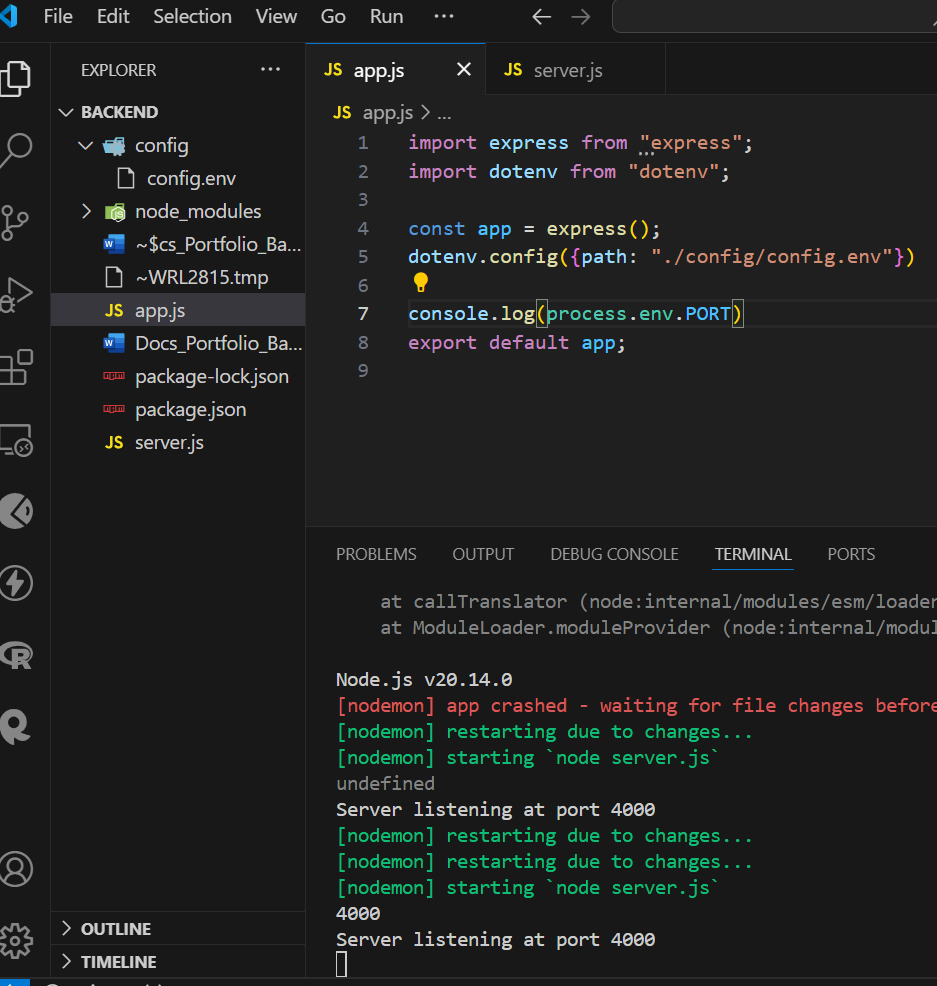 File Edit Selection View Go Run ...
EXPLORER ...
JS app.js
JS server.js
BACKEND
config
config.env
node_modules
~$cs_Portfolio_Ba...
~WRL2815.tmp
JS app.js
Docs_Portfolio_Ba...
package-lock.json
package.json
JS server.js
OUTLINE
TIMELINE
JS app.js > ...
1 import express from "express";
2 import dotenv from "dotenv";
3
4 const app = express();
5 dotenv.config({path: "./config/config.env"})
6
7 console.log(process.env.PORT)
8 export default app;
9
PROBLEMS OUTPUT DEBUG CONSOLE TERMINAL PORTS
at callTranslator (node:internal/modules/esm/loader
at ModuleLoader.moduleProvider (node:internal/modul
Node.js v20.14.0
[nodemon] app crashed - waiting for file changes before
[nodemon] restarting due to changes...
[nodemon] starting `node server.js`
undefined
Server listening at port 4000
[nodemon] restarting due to changes...
[nodemon] restarting due to changes...
[nodemon] starting `node server.js`
4000
Server listening at port 4000